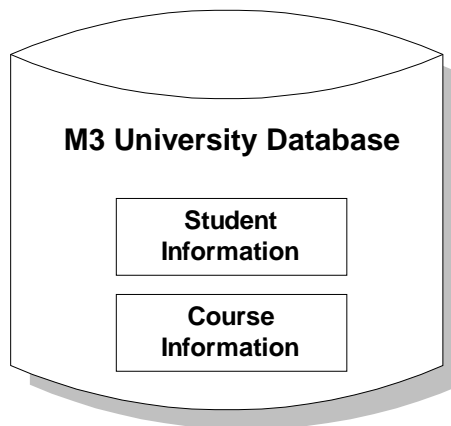 M3 University Database
Student
Information
Course
Information